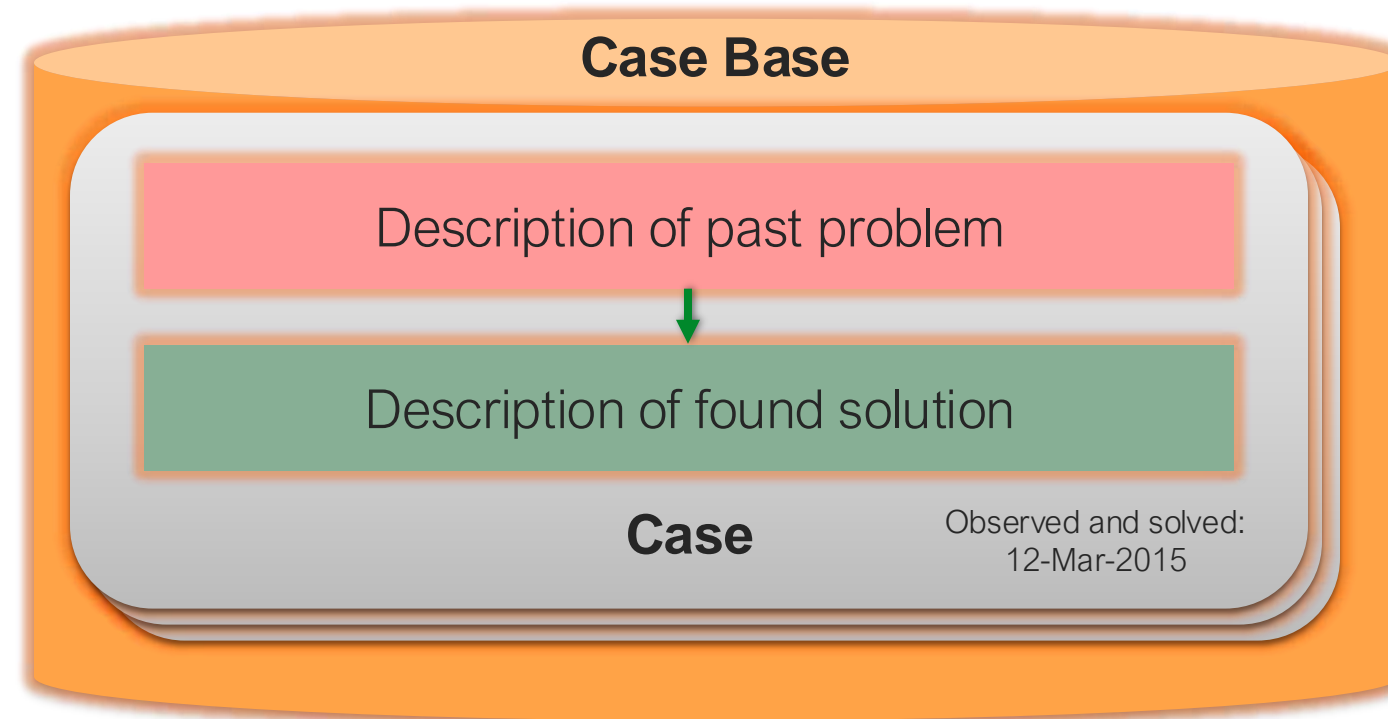 Case Base
Description of past problem
Description of found solution
Case
Observed and solved:
12-Mar-2015